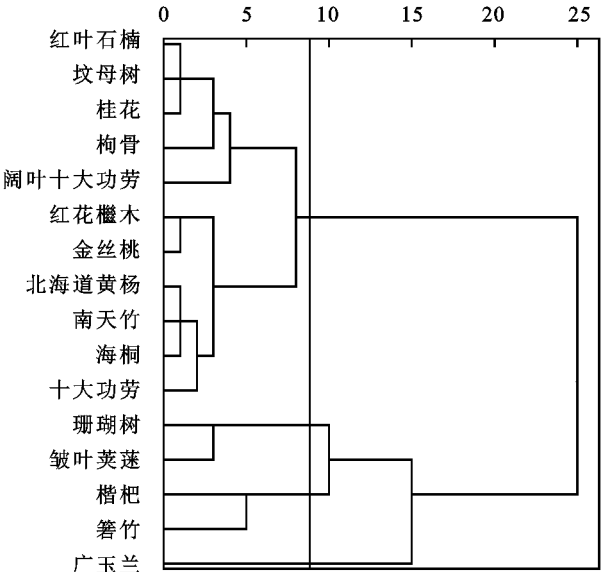 0 5 10 15 20 25
红叶石楠
坟母树
桂花
枸骨
阔叶十大功劳
红花檵木
金丝桃
北海道黄杨
南天竹
海桐
十大功劳
珊瑚树
皱叶荚蒾
楷杷
箬竹
广玉兰